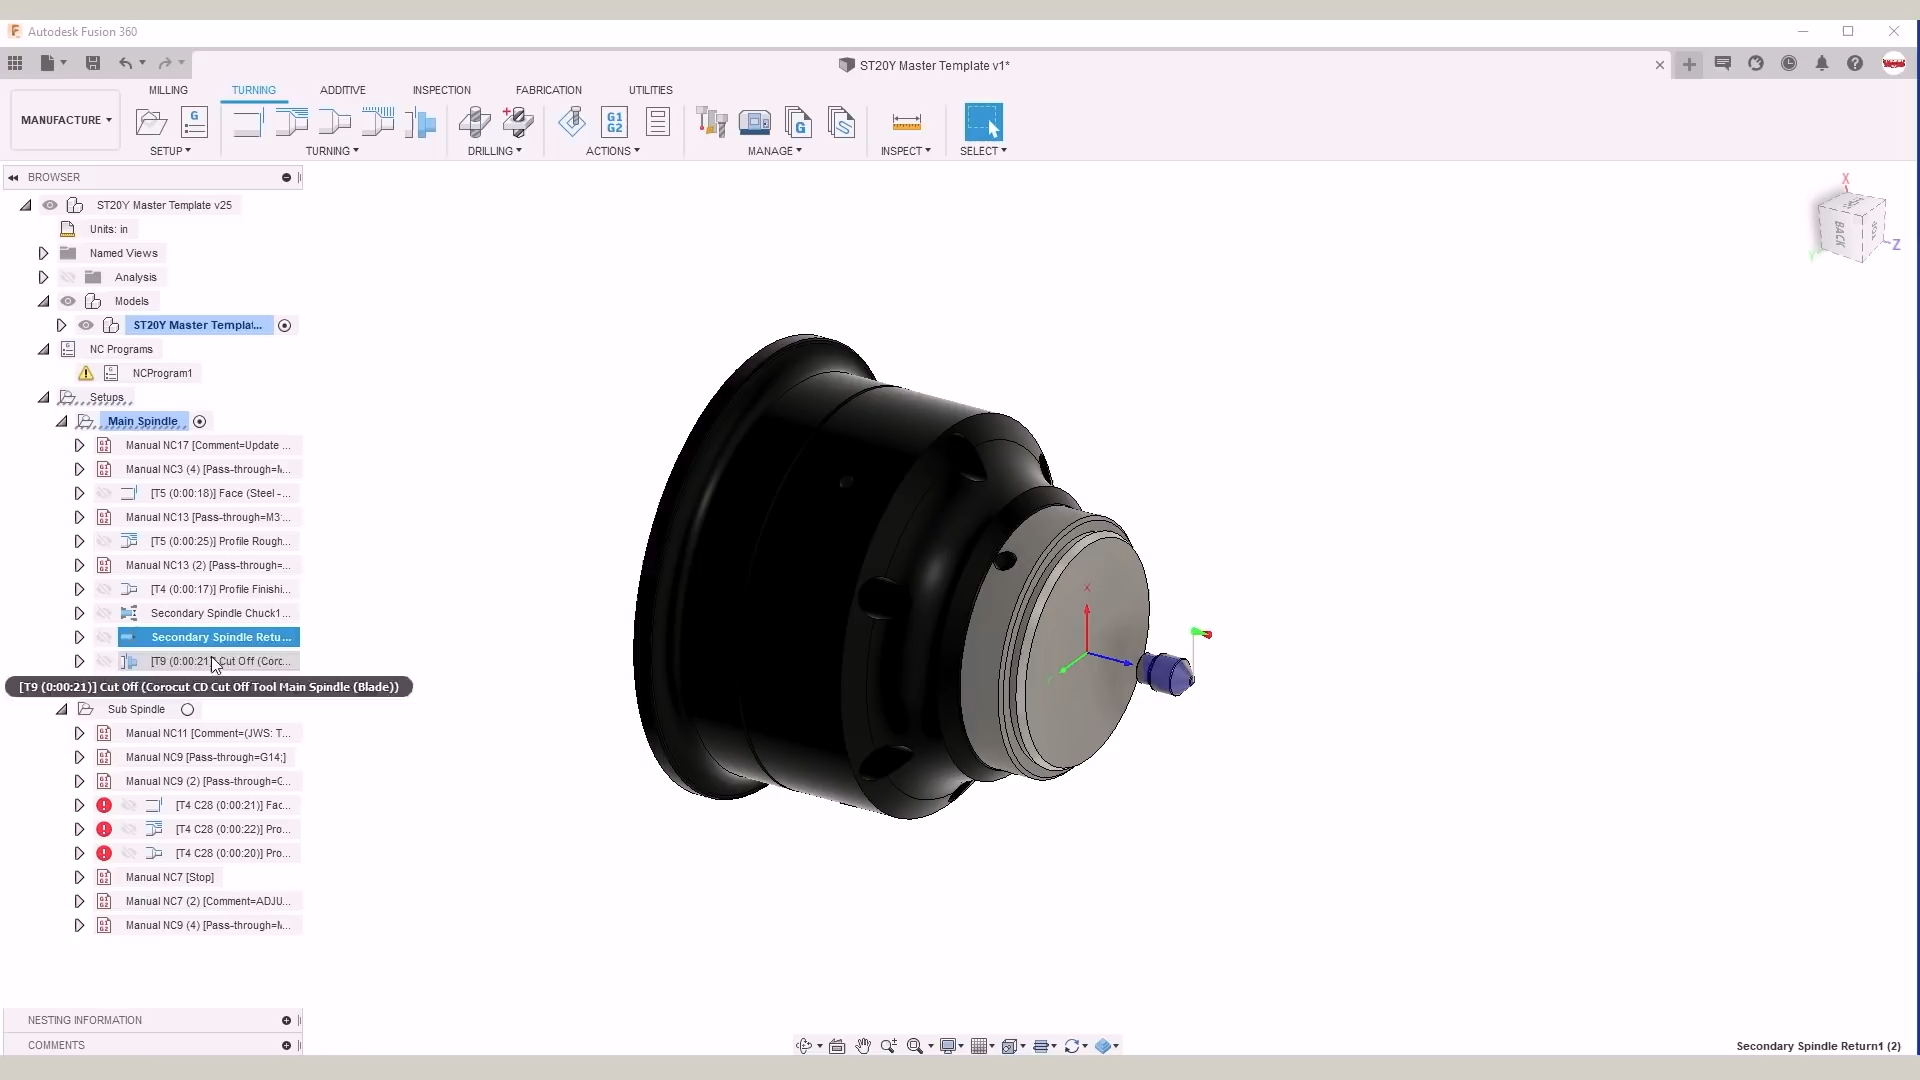 Autodesk Fusion 360
ST20Y Master Template v1*
MILLING TURNING ADDITIVE INSPECTION FABRICATION UTILITIES
MANUFACTURE
SETUP TURNING DRILLING ACTIONS MANAGE INSPECT SELECT
BROWSER
ST20Y Master Template v25
Units: in
Named Views
Analysis
Models
ST20Y Master Templat...
NC Programs
NCProgram1
Setups
Main Spindle
Manual NC17 [Comment=Update ...
Manual NC3 (4) [Pass-through=M...
[T5 (0:00:18)] Face (Steel -...
Manual NC13 [Pass-through=M3...
[T5 (0:00:25)] Profile Rough...
Manual NC13 (2) [Pass-through=...
[T4 (0:00:17)] Profile Finishi...
Secondary Spindle Chuck1...
Secondary Spindle Retu...
[T9 (0:00:21)] Cut Off (Corc...
[T9 (0:00:21)] Cut Off (Corocut CD Cut Off Tool Main Spindle (Blade))
Sub Spindle
Manual NC11 [Comment=(JWS: T...
Manual NC9 [Pass-through=G14;]
Manual NC9 (2) [Pass-through=G...
[T4 C28 (0:00:21)] Fac...
[T4 C28 (0:00:22)] Pro...
[T4 C28 (0:00:20)] Pro...
Manual NC7 [Stop]
Manual NC7 (2) [Comment=ADJU...
Manual NC9 (4) [Pass-through=M...
NESTING INFORMATION
COMMENTS
X
BACK
Z
Y
G
G1
G2
G
X
Secondary Spindle Return1 (2)